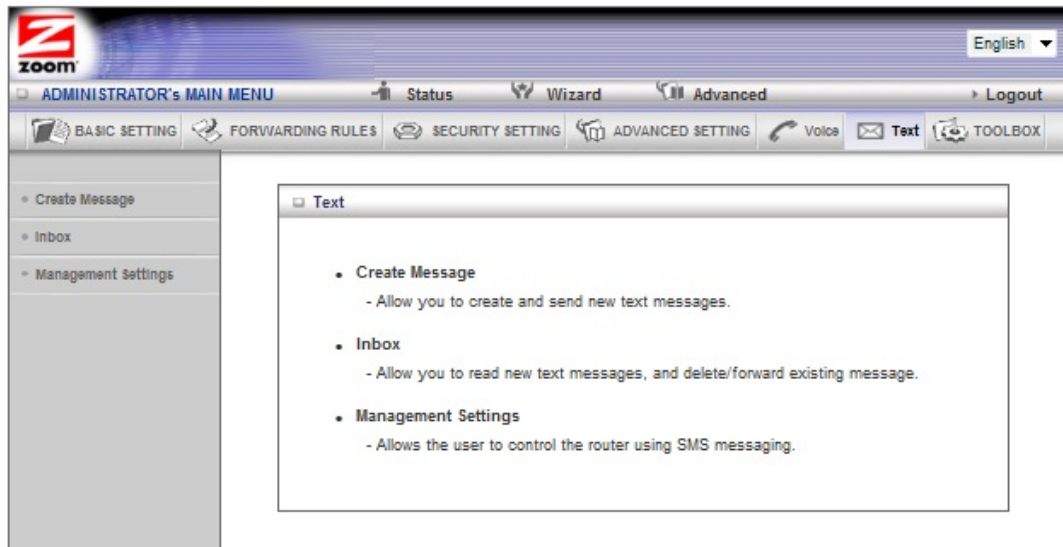 zoom
English
ADMINISTRATOR's MAIN MENU Status Wizard Advanced Logout
BASIC SETTING FORWARDING RULES SECURITY SETTING ADVANCED SETTING Voice Text TOOLBOX
Create Message
Inbox
Management Settings
Text
Create Message
- Allow you to create and send new text messages.
Inbox
- Allow you to read new text messages, and delete/forward existing message.
Management Settings
- Allows the user to control the router using SMS messaging.